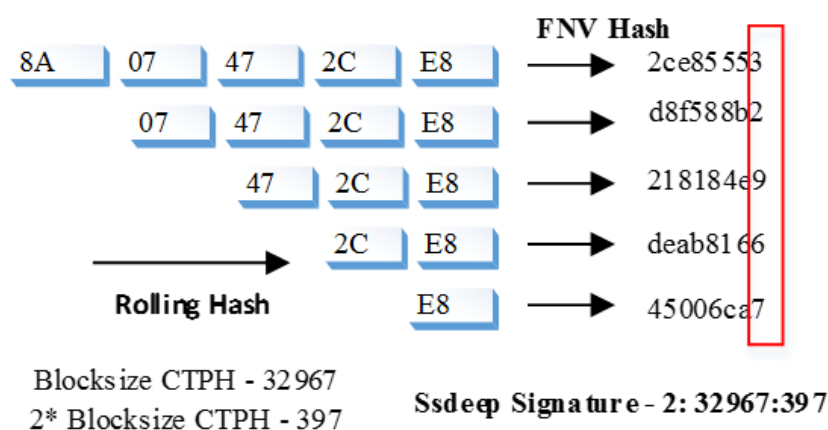 FNV Hash
8A 07 47 2C E8 2ce85553
07 47 2C E8 d8f588b2
47 2C E8 218184e9
2C E8 deab8166
Rolling Hash
E8 45006ca7
Blocksize CTPH - 32967
2* Blocksize CTPH - 397
Ssdeep Signature - 2: 32967:397